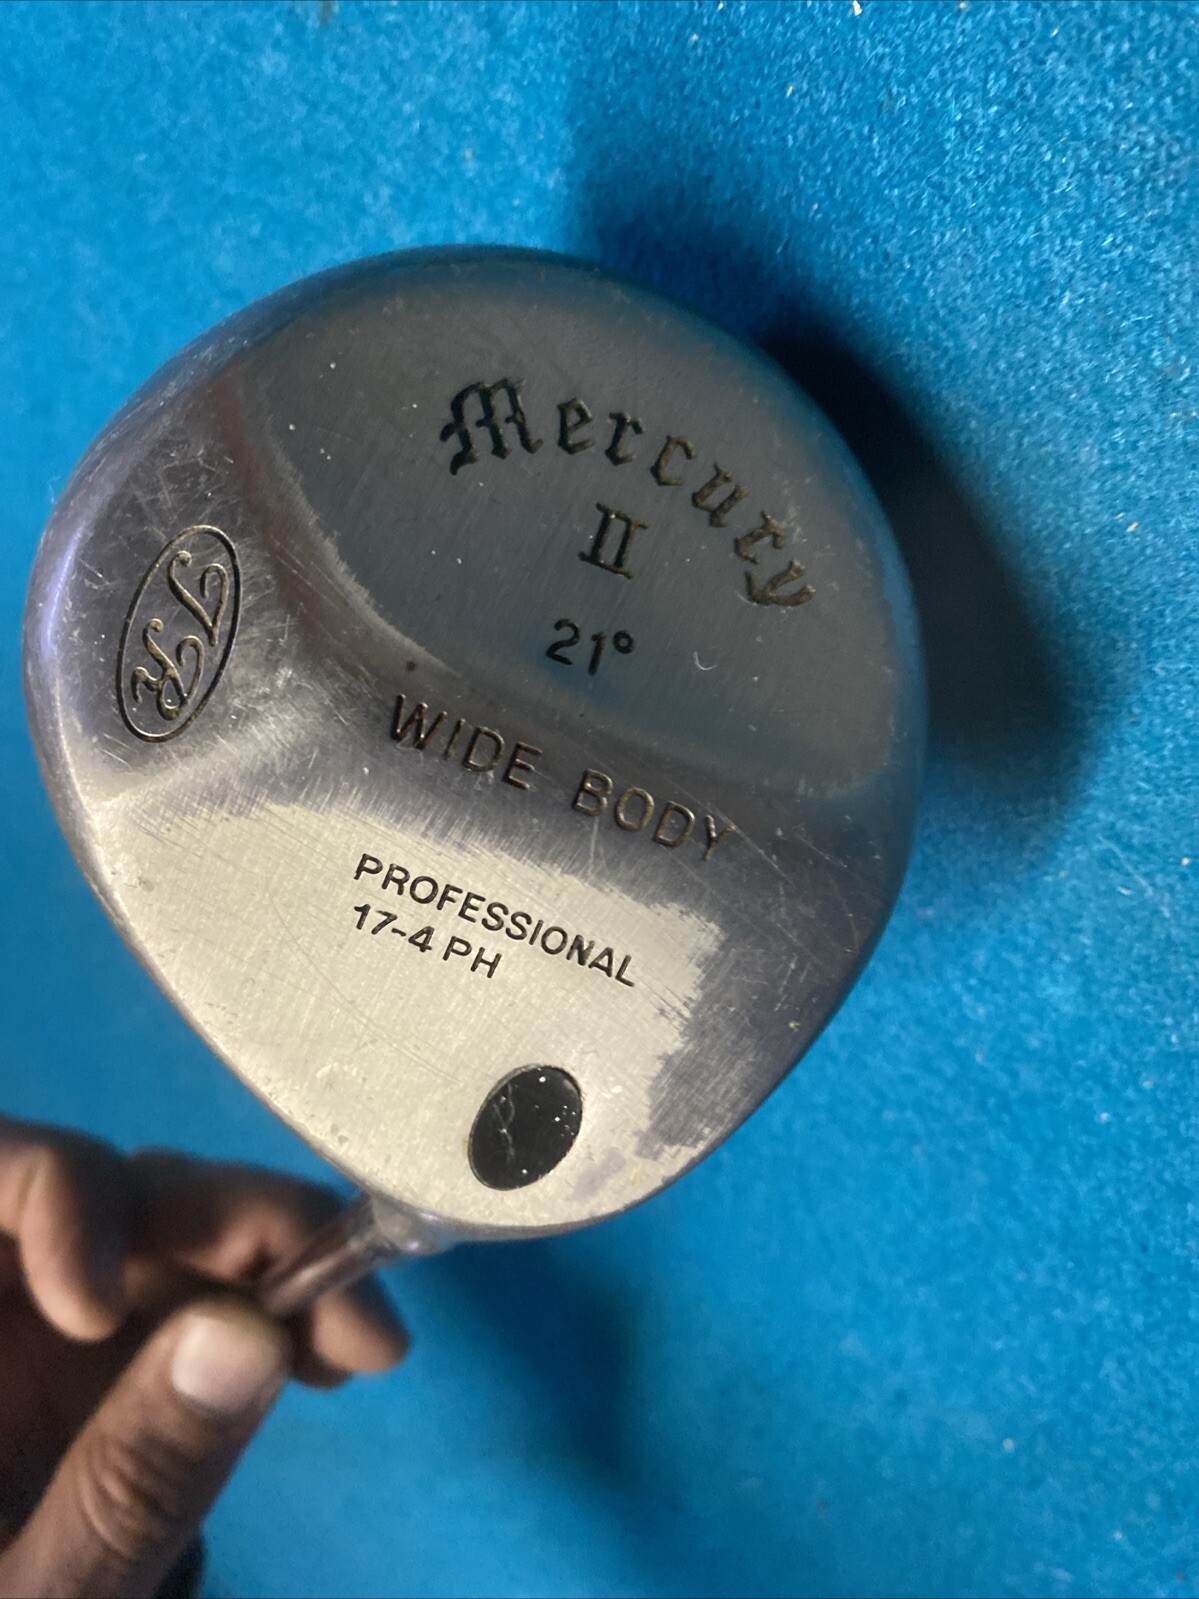 Mercury
II
21°
WIDE BODY
PROFESSIONAL
17-4 PH